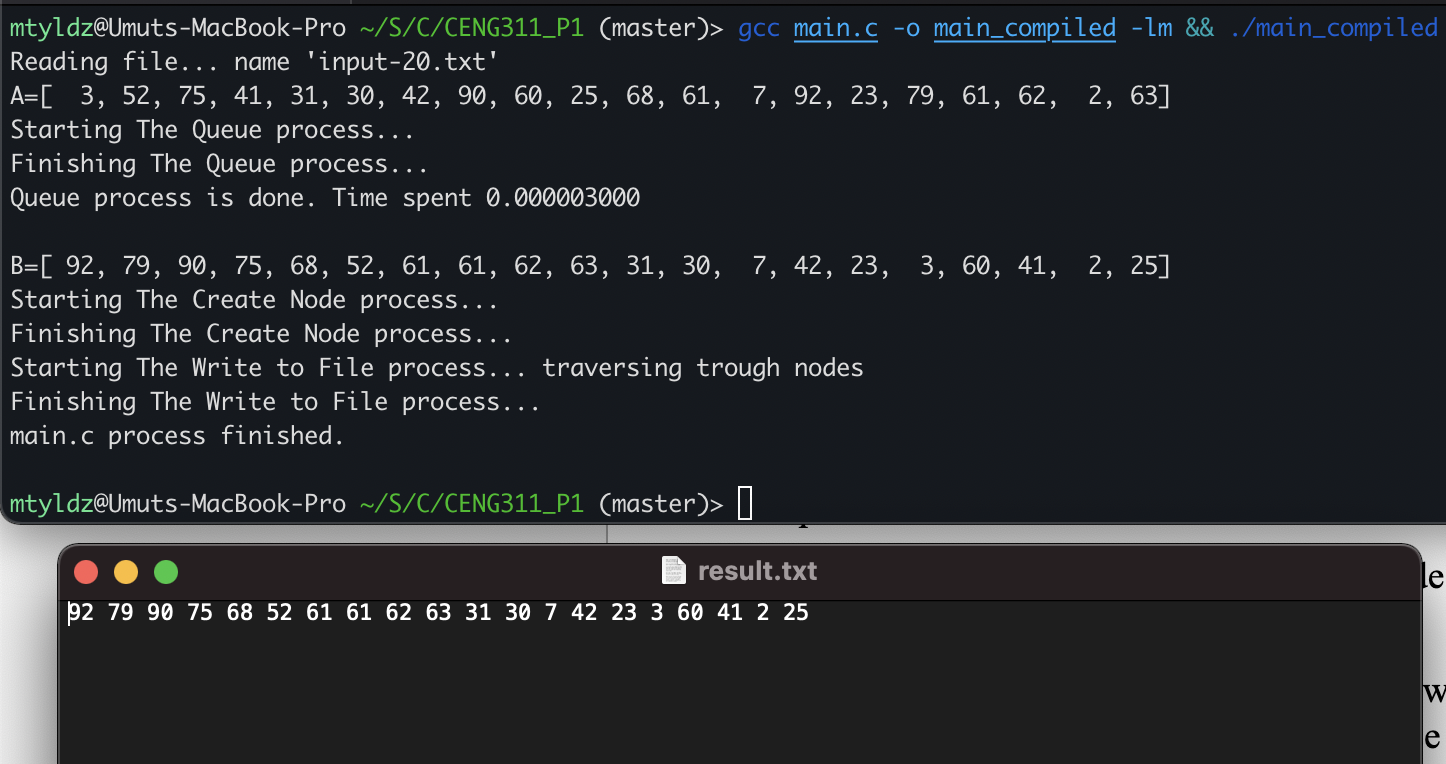 mtyldz@Umuts-MacBook-Pro ~/S/C/CENG311_P1 (master)> gcc main.c -o main_compiled -lm && ./main_compiled
Reading file... name 'input-20.txt'
A=[  3, 52, 75, 41, 31, 30, 42, 90, 60, 25, 68, 61,  7, 92, 23, 79, 61, 62,  2, 63]
Starting The Queue process...
Finishing The Queue process...
Queue process is done. Time spent 0.000003000
B=[ 92, 79, 90, 75, 68, 52, 61, 61, 62, 63, 31, 30,  7, 42, 23,  3, 60, 41,  2, 25]
Starting The Create Node process...
Finishing The Create Node process...
Starting The Write to File process... traversing trough nodes
Finishing The Write to File process...
main.c process finished.
mtyldz@Umuts-MacBook-Pro ~/S/C/CENG311_P1 (master)>
result.txt
92 79 90 75 68 52 61 61 62 63 31 30 7 42 23 3 60 41 2 25